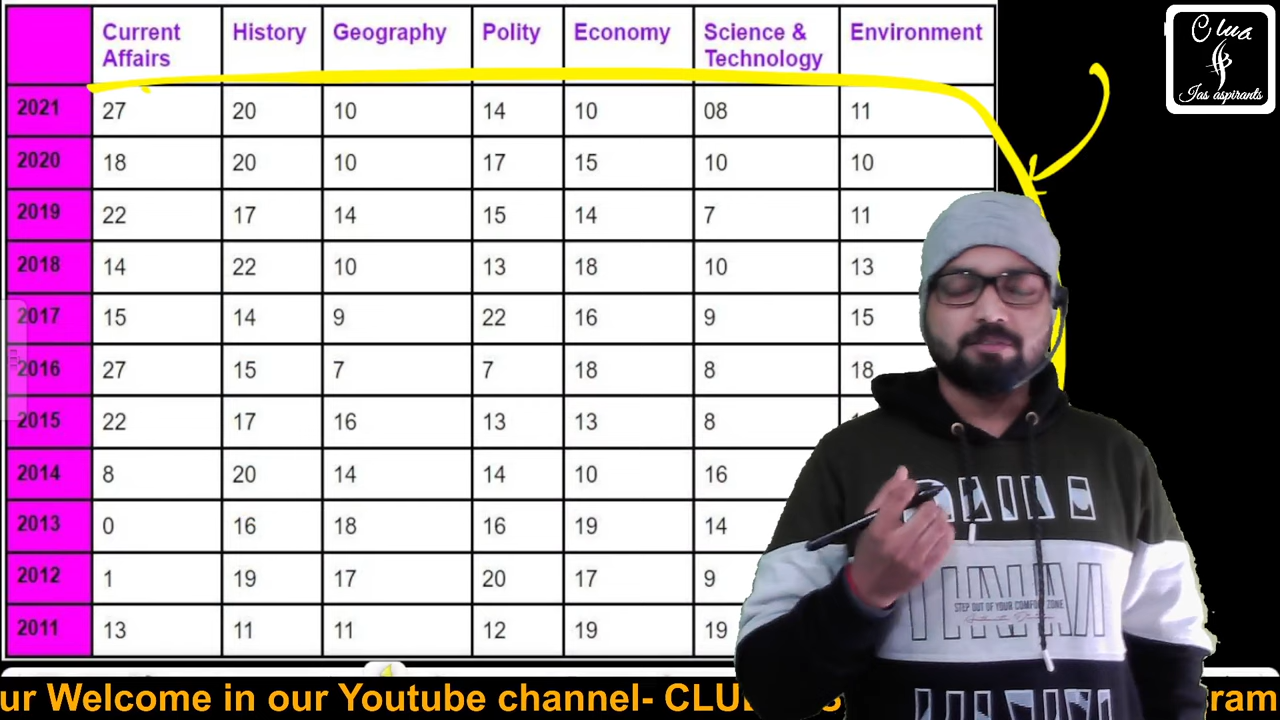 Current Affairs History Geography Polity Economy Science & Technology Environment
2021 27 20 10 14 10 08 11
2020 18 20 10 17 15 10 10
2019 22 17 14 15 14 7 11
2018 14 22 10 13 18 10 13
2017 15 14 9 22 16 9 15
2016 27 15 7 7 18 8 18
2015 22 17 16 13 13 8
2014 8 20 14 14 10 16
2013 0 16 18 16 19 14
2012 1 19 17 20 17 9
2011 13 11 11 12 19 19
Clua
Ias aspirants
STEP OUT OF YOUR COMFORT ZONE
ur Welcome in our Youtube channel- CLU
ram